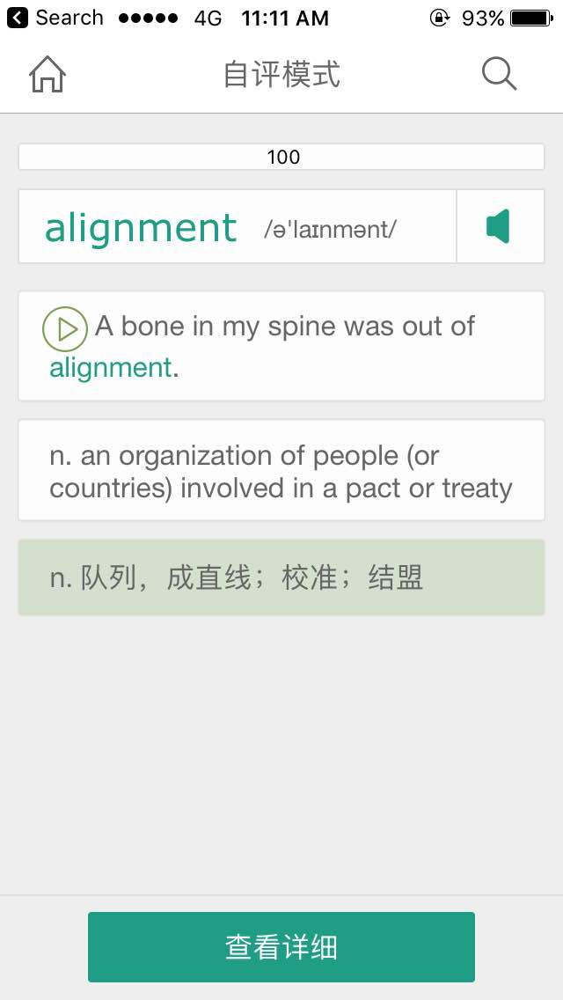 Search 4G 11:11 AM 93%
自评模式
100
alignment /ə'laɪnmənt/
A bone in my spine was out of
alignment.
n. an organization of people (or
countries) involved in a pact or treaty
n. 队列，成直线；校准；结盟
查看详细